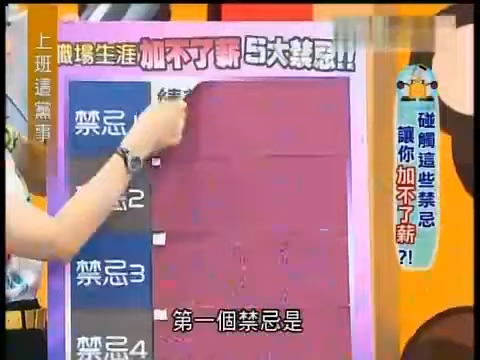 上班這黨事
職場生涯 加不了薪 5大禁忌!!
碰觸這些禁忌
讓你加不了薪?!
禁忌1
禁忌2
禁忌3
禁忌4
第一個禁忌是